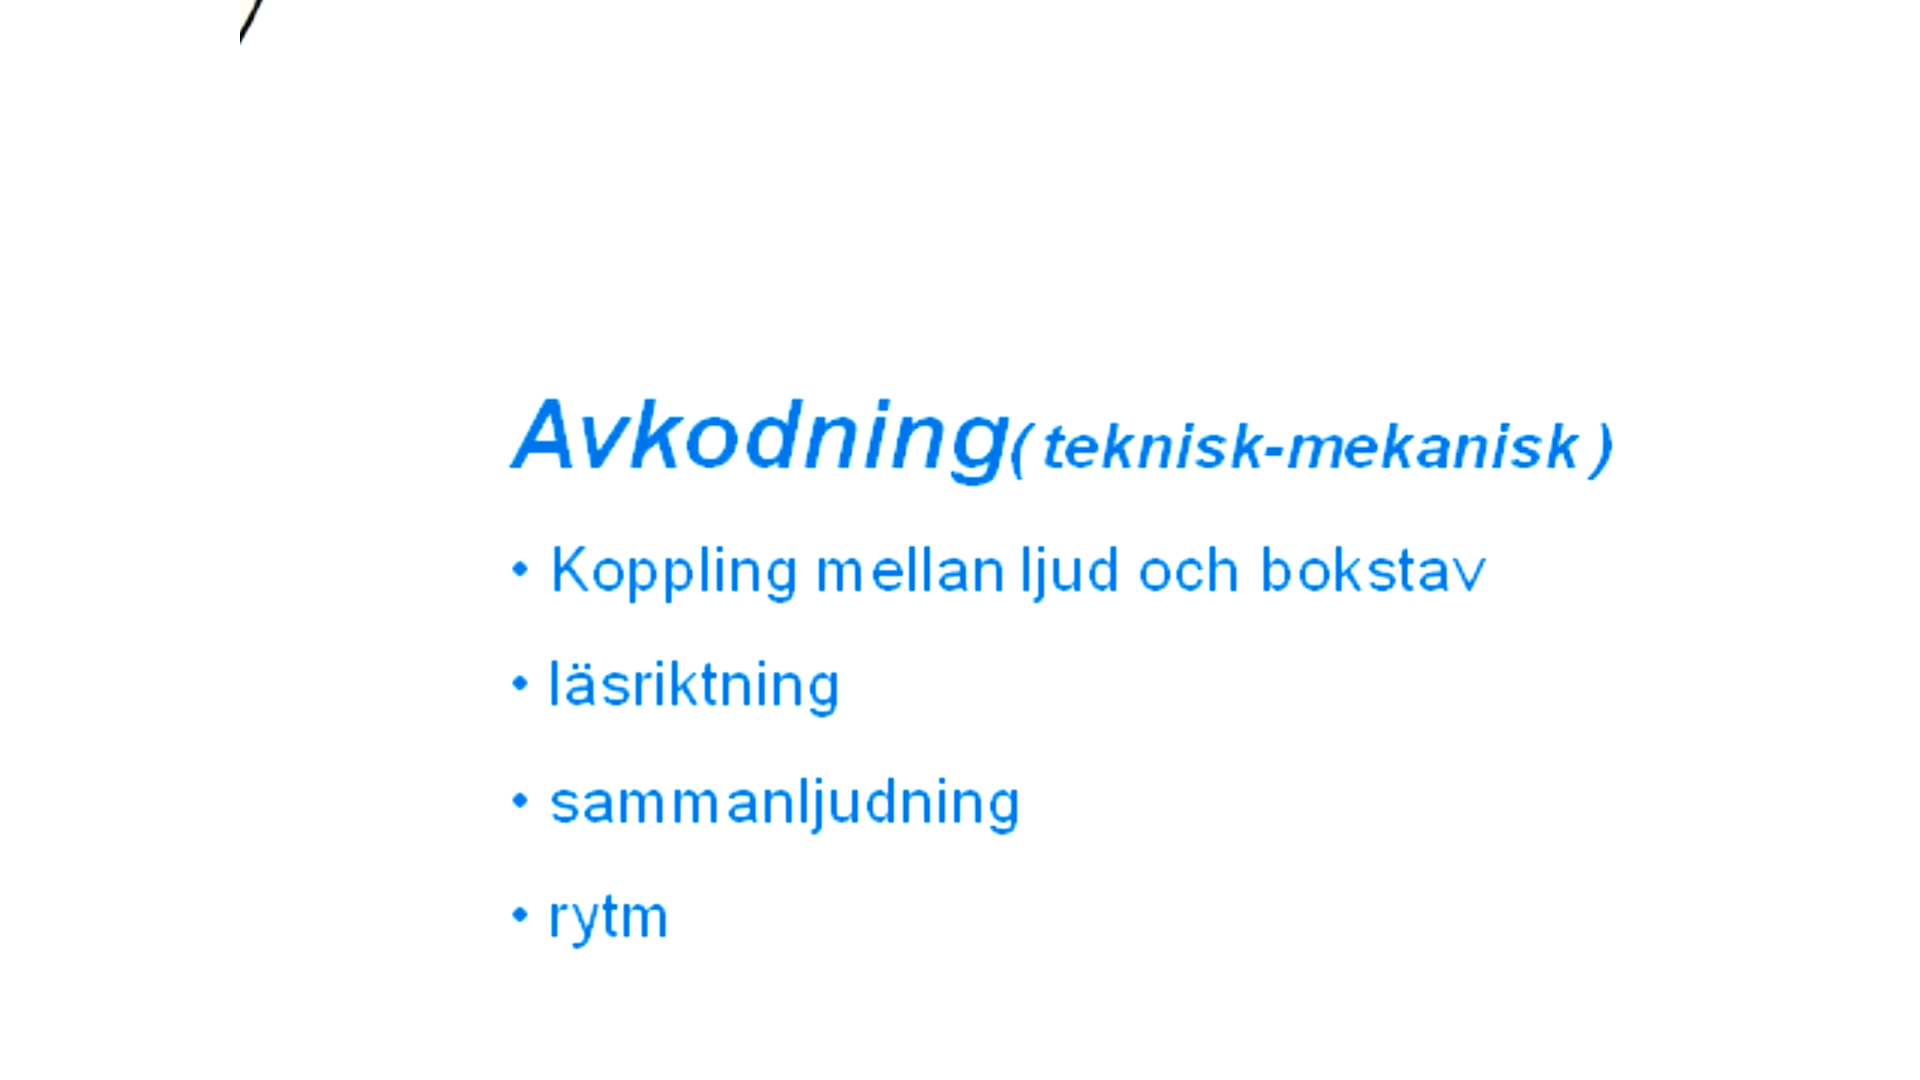 Avkodning( teknisk-mekanisk )
• Koppling mellan ljud och bokstav
• läsriktning
• sammanljudning
• rytm